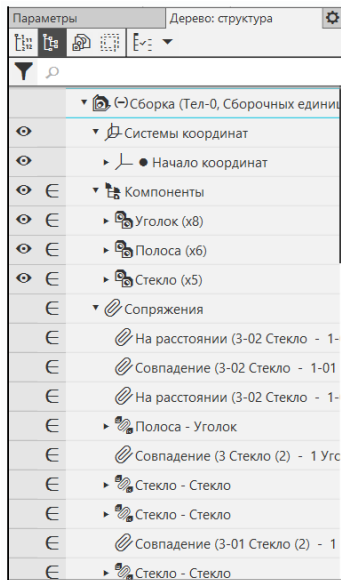 Параметры
Дерево: структура
(-)Сборка (Тел-0, Сборочных едини
Системы координат
Начало координат
Компоненты
Уголок (x8)
Полоса (x6)
Стекло (x5)
Сопряжения
На расстоянии (3-02 Стекло - 1-
Совпадение (3-02 Стекло - 1-01
На расстоянии (3-02 Стекло - 1-
Полоса - Уголок
Совпадение (3 Стекло (2) - 1 Угс
Стекло - Стекло
Стекло - Стекло
Совпадение (3-01 Стекло (2) - 1
Стекло - Стекло